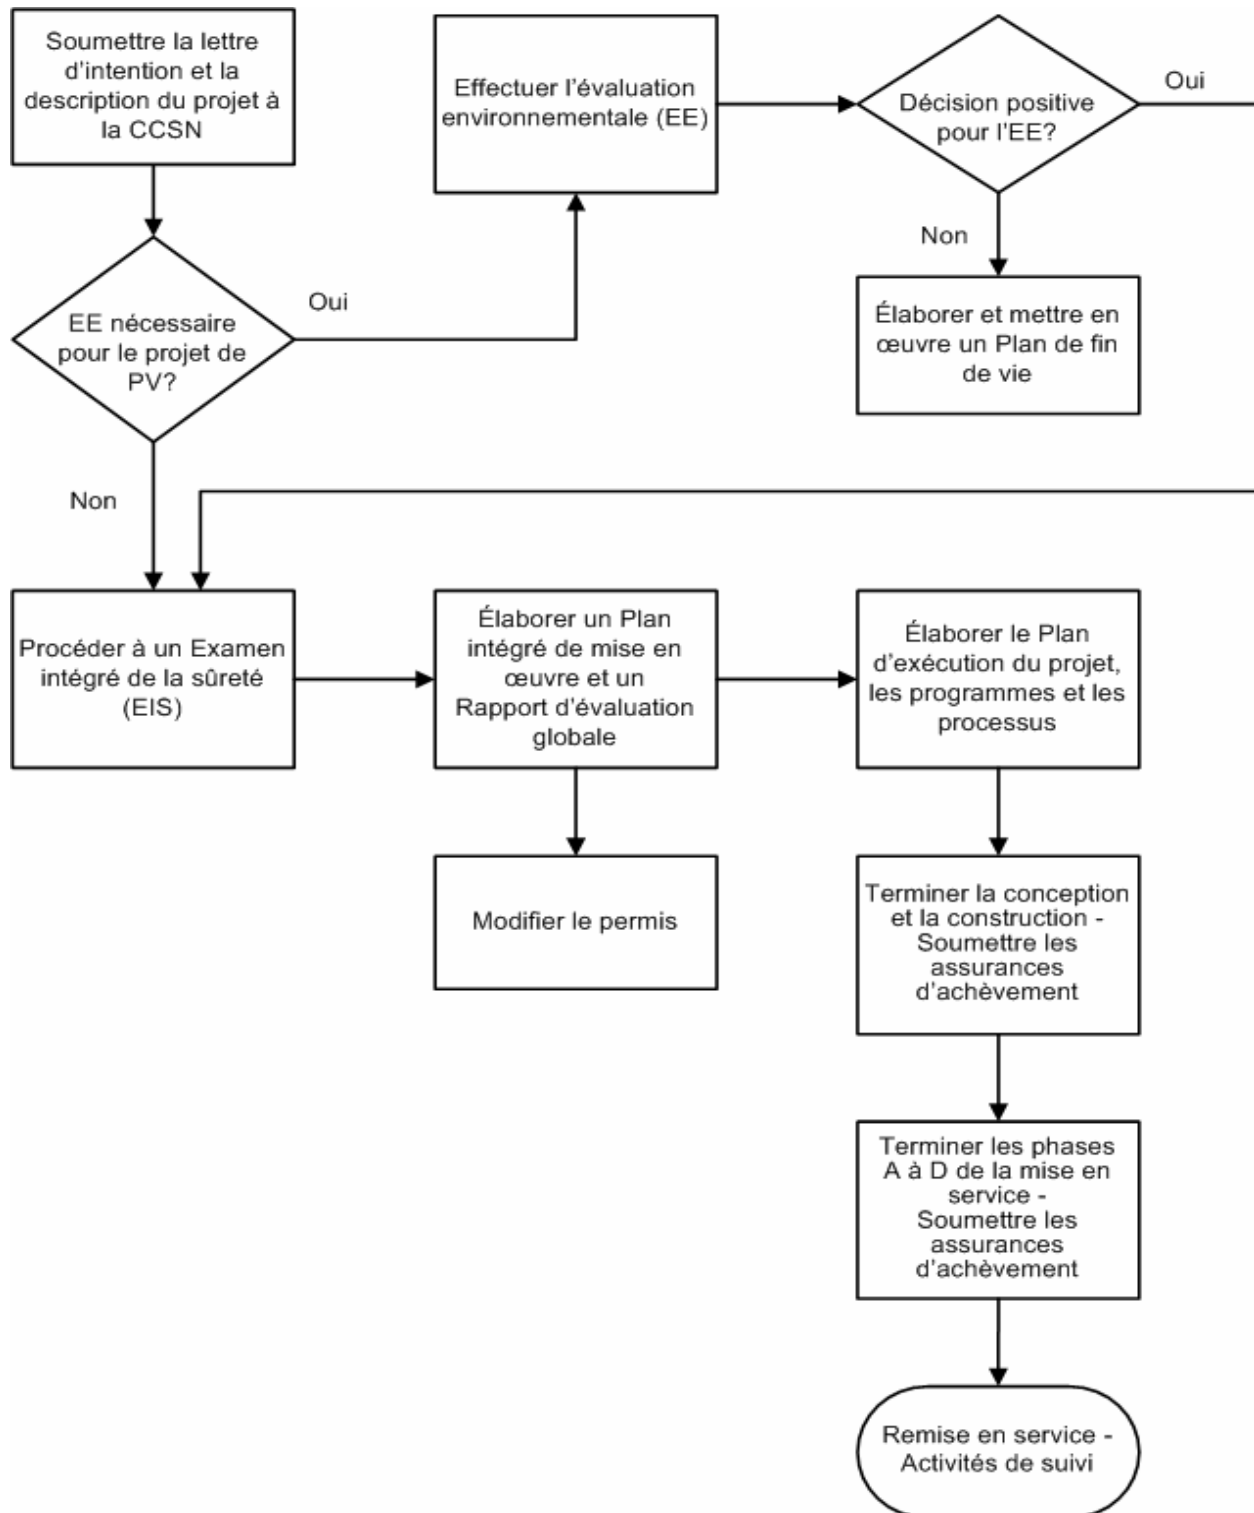 Soumettre la lettre
d'intention et la
description du projet à
la CCSN
Effectuer l'évaluation
environnementale (EE)
Décision positive
pour l'EE?
Oui
Non
Élaborer et mettre en
œuvre un Plan de fin
de vie
EE nécessaire
pour le projet de
PV?
Oui
Non
Procéder à un Examen
intégré de la sûreté
(EIS)
Élaborer un Plan
intégré de mise en
œuvre et un
Rapport d'évaluation
globale
Élaborer le Plan
d'exécution du projet,
les programmes et les
processus
Modifier le permis
Terminer la conception
et la construction -
Soumettre les
assurances
d'achèvement
Terminer les phases
A à D de la mise en
service -
Soumettre les
assurances
d'achèvement
Remise en service -
Activités de suivi